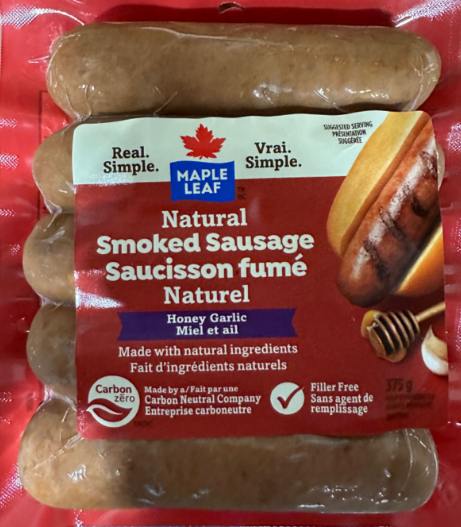 SUGGESTED SERVING
PRÉSENTATION
SUGGÉRÉE
Real.
Simple.
Vrai.
Simple.
MAPLE
LEAF
Natural
Smoked Sausage
Saucisson fumé
Naturel
Honey Garlic
Miel et ail
Made with natural ingredients
Fait d'ingrédients naturels
Carbon
zēro
Made by a/Fait par une
Carbon Neutral Company
Entreprise carboneutre
Filler Free
Sans agent de
remplissage
375 g